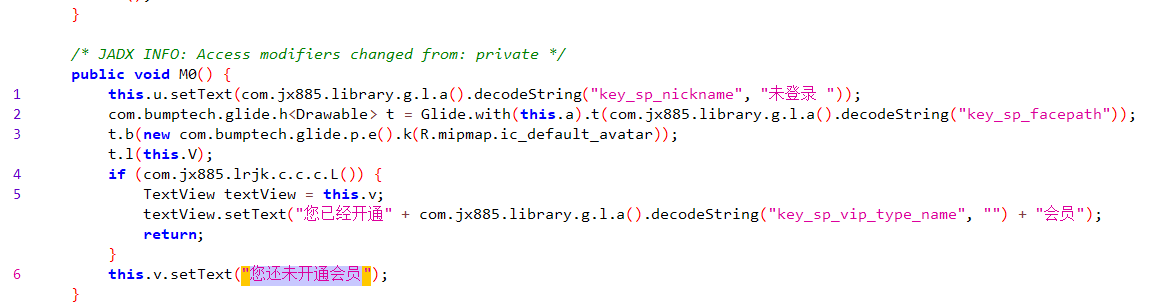 }
/* JADX INFO: Access modifiers changed from: private */
public void M0() {
1 this.u.setText(com.jx885.library.g.l.a().decodeString("key_sp_nickname", "未登录 "));
2 com.bumptech.glide.h<Drawable> t = Glide.with(this.a).t(com.jx885.library.g.l.a().decodeString("key_sp_facepath"));
3 t.b(new com.bumptech.glide.p.e().k(R.mipmap.ic_default_avatar));
t.l(this.V);
4 if (com.jx885.lrjk.c.c.c.L()) {
5 TextView textView = this.v;
textView.setText("您已经开通" + com.jx885.library.g.l.a().decodeString("key_sp_vip_type_name", "") + "会员");
return;
}
6 this.v.setText("您还未开通会员");
}